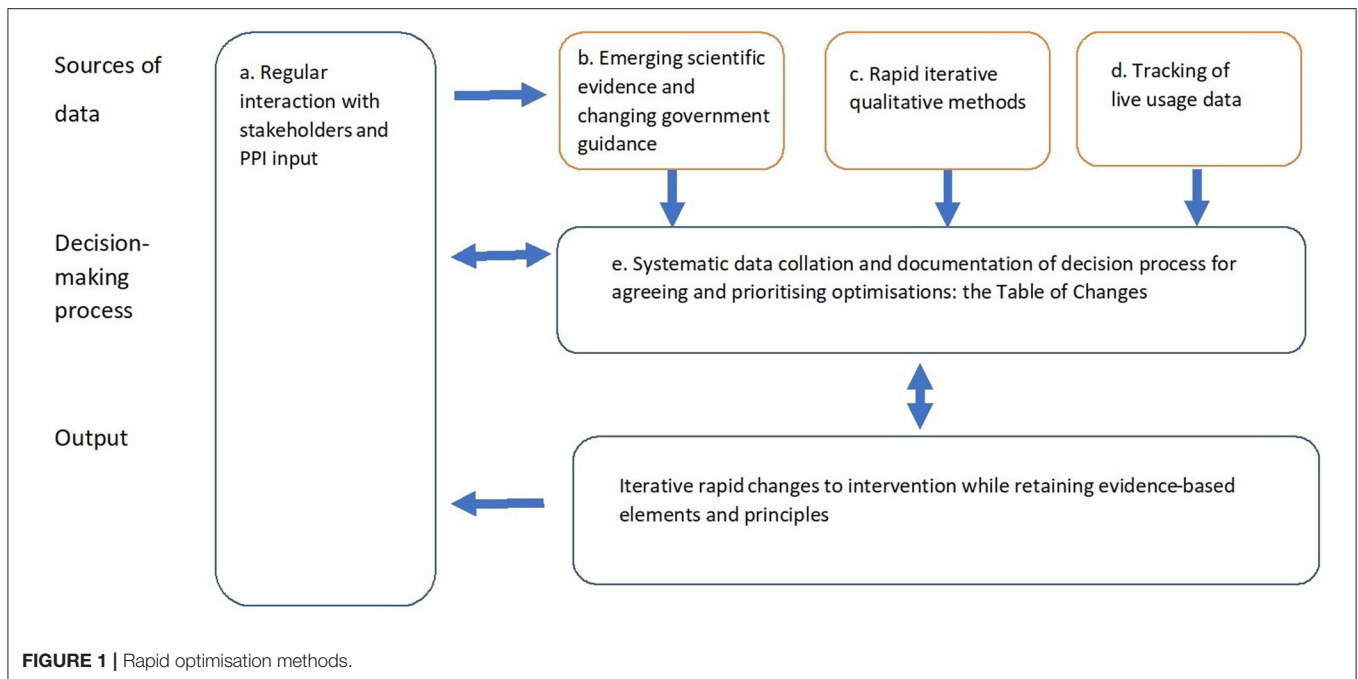 Sources of
data
a. Regular
interaction with
stakeholders and
PPI input
b. Emerging scientific
evidence and
changing government
guidance
c. Rapid iterative
qualitative methods
d. Tracking of
live usage data
Decision-
making
process
e. Systematic data collation and documentation of decision process for
agreeing and prioritising optimisations: the Table of Changes
Output
Iterative rapid changes to intervention while retaining evidence-based
elements and principles
FIGURE 1 | Rapid optimisation methods.